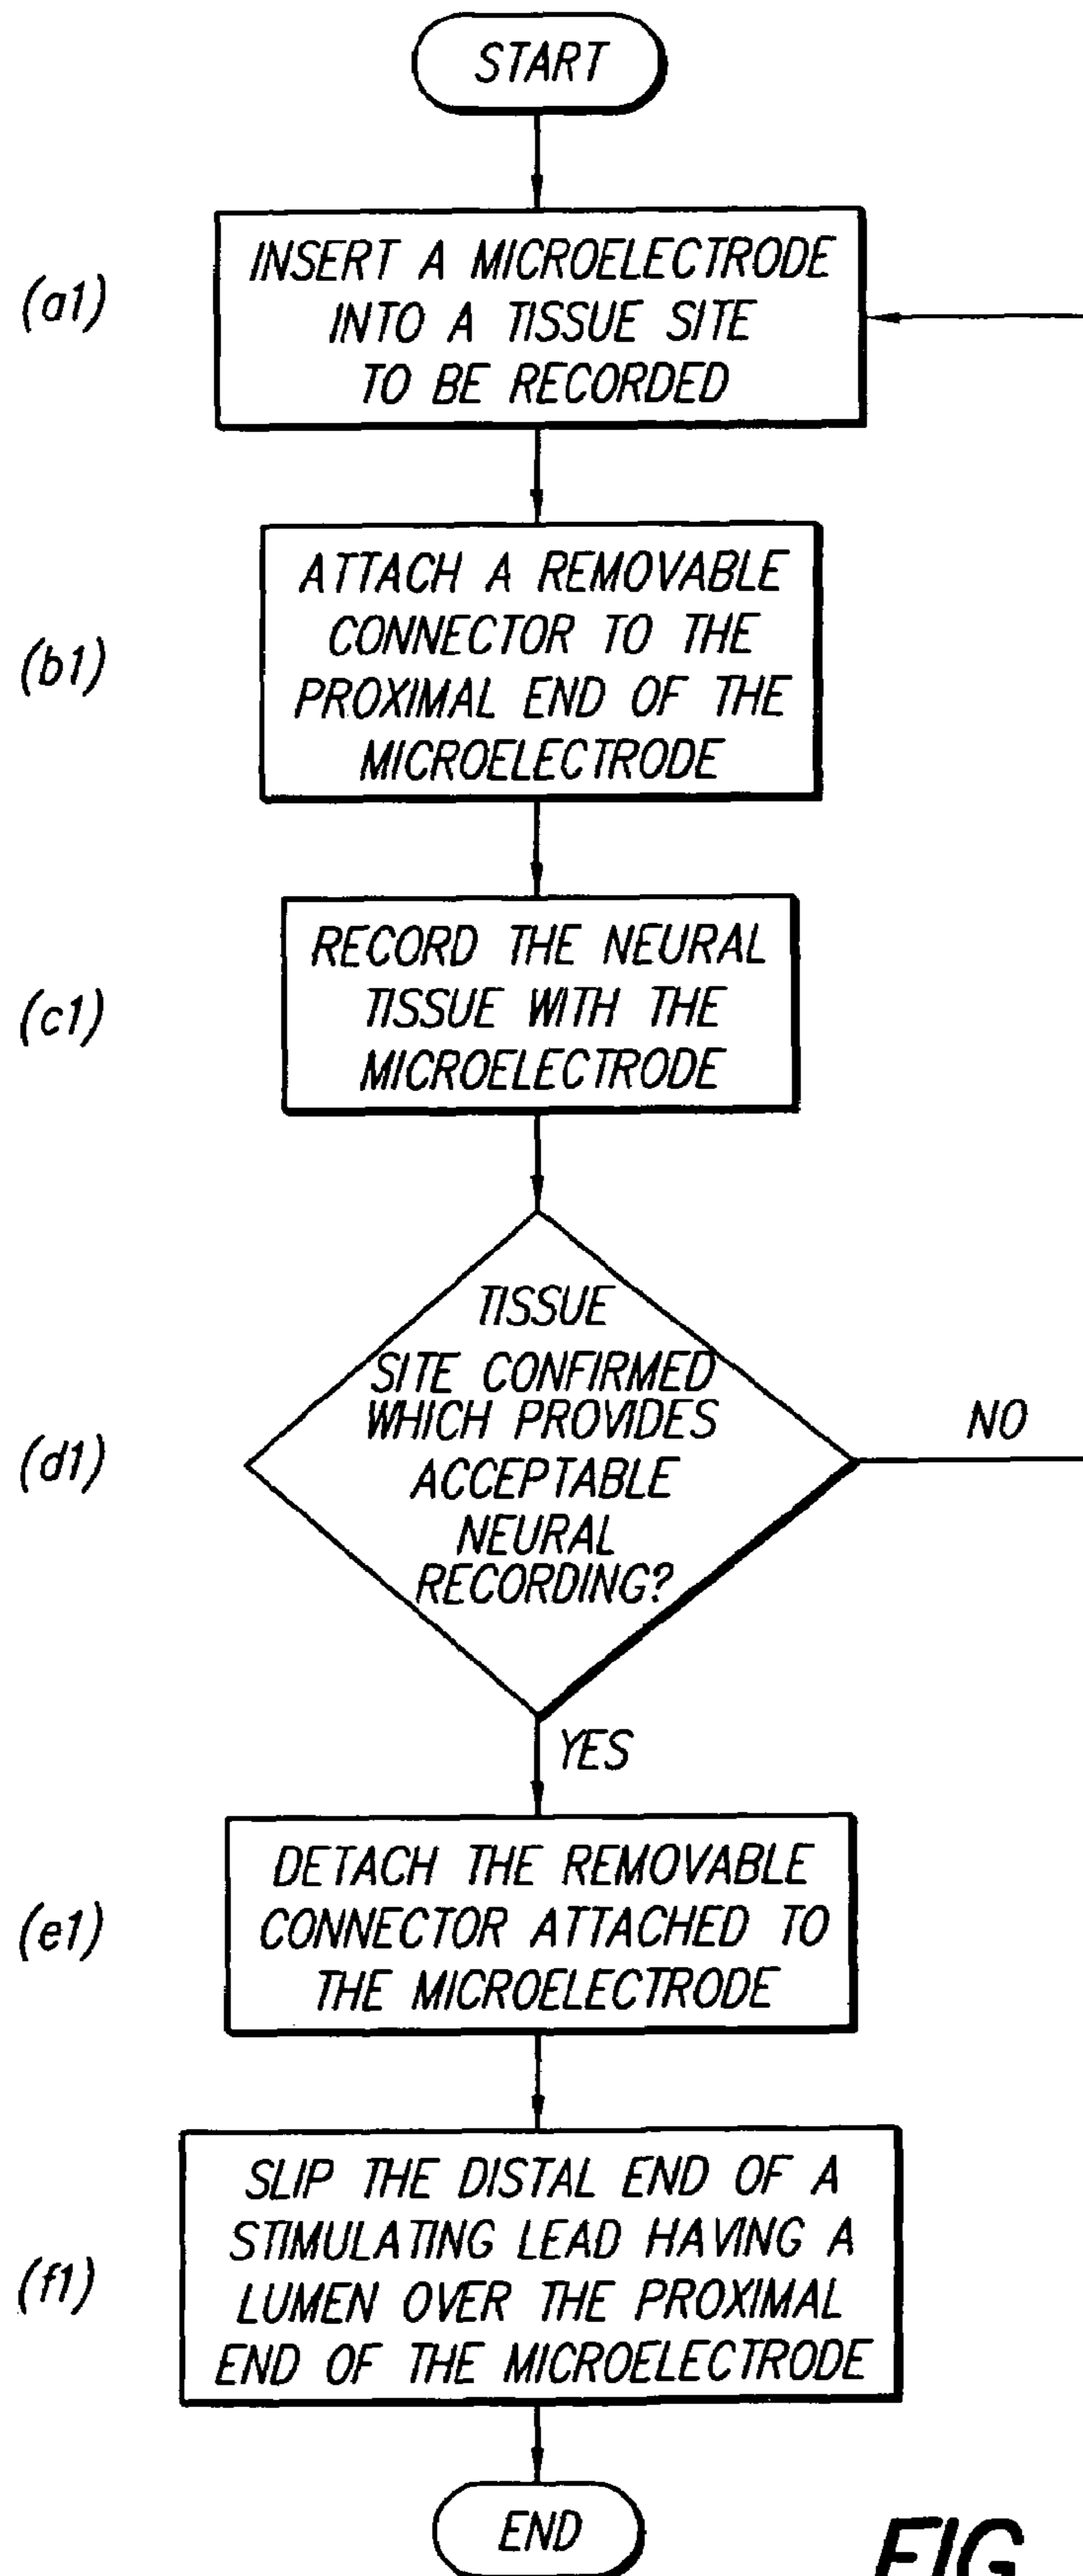 START
(a1)
INSERT A MICROELECTRODE
INTO A TISSUE SITE
TO BE RECORDED
(b1)
ATTACH A REMOVABLE
CONNECTOR TO THE
PROXIMAL END OF THE
MICROELECTRODE
(c1)
RECORD THE NEURAL
TISSUE WITH THE
MICROELECTRODE
(d1)
TISSUE
SITE CONFIRMED
WHICH PROVIDES
ACCEPTABLE
NEURAL
RECORDING?
NO
YES
(e1)
DETACH THE REMOVABLE
CONNECTOR ATTACHED TO
THE MICROELECTRODE
(f1)
SLIP THE DISTAL END OF A
STIMULATING LEAD HAVING A
LUMEN OVER THE PROXIMAL
END OF THE MICROELECTRODE
END
FIG